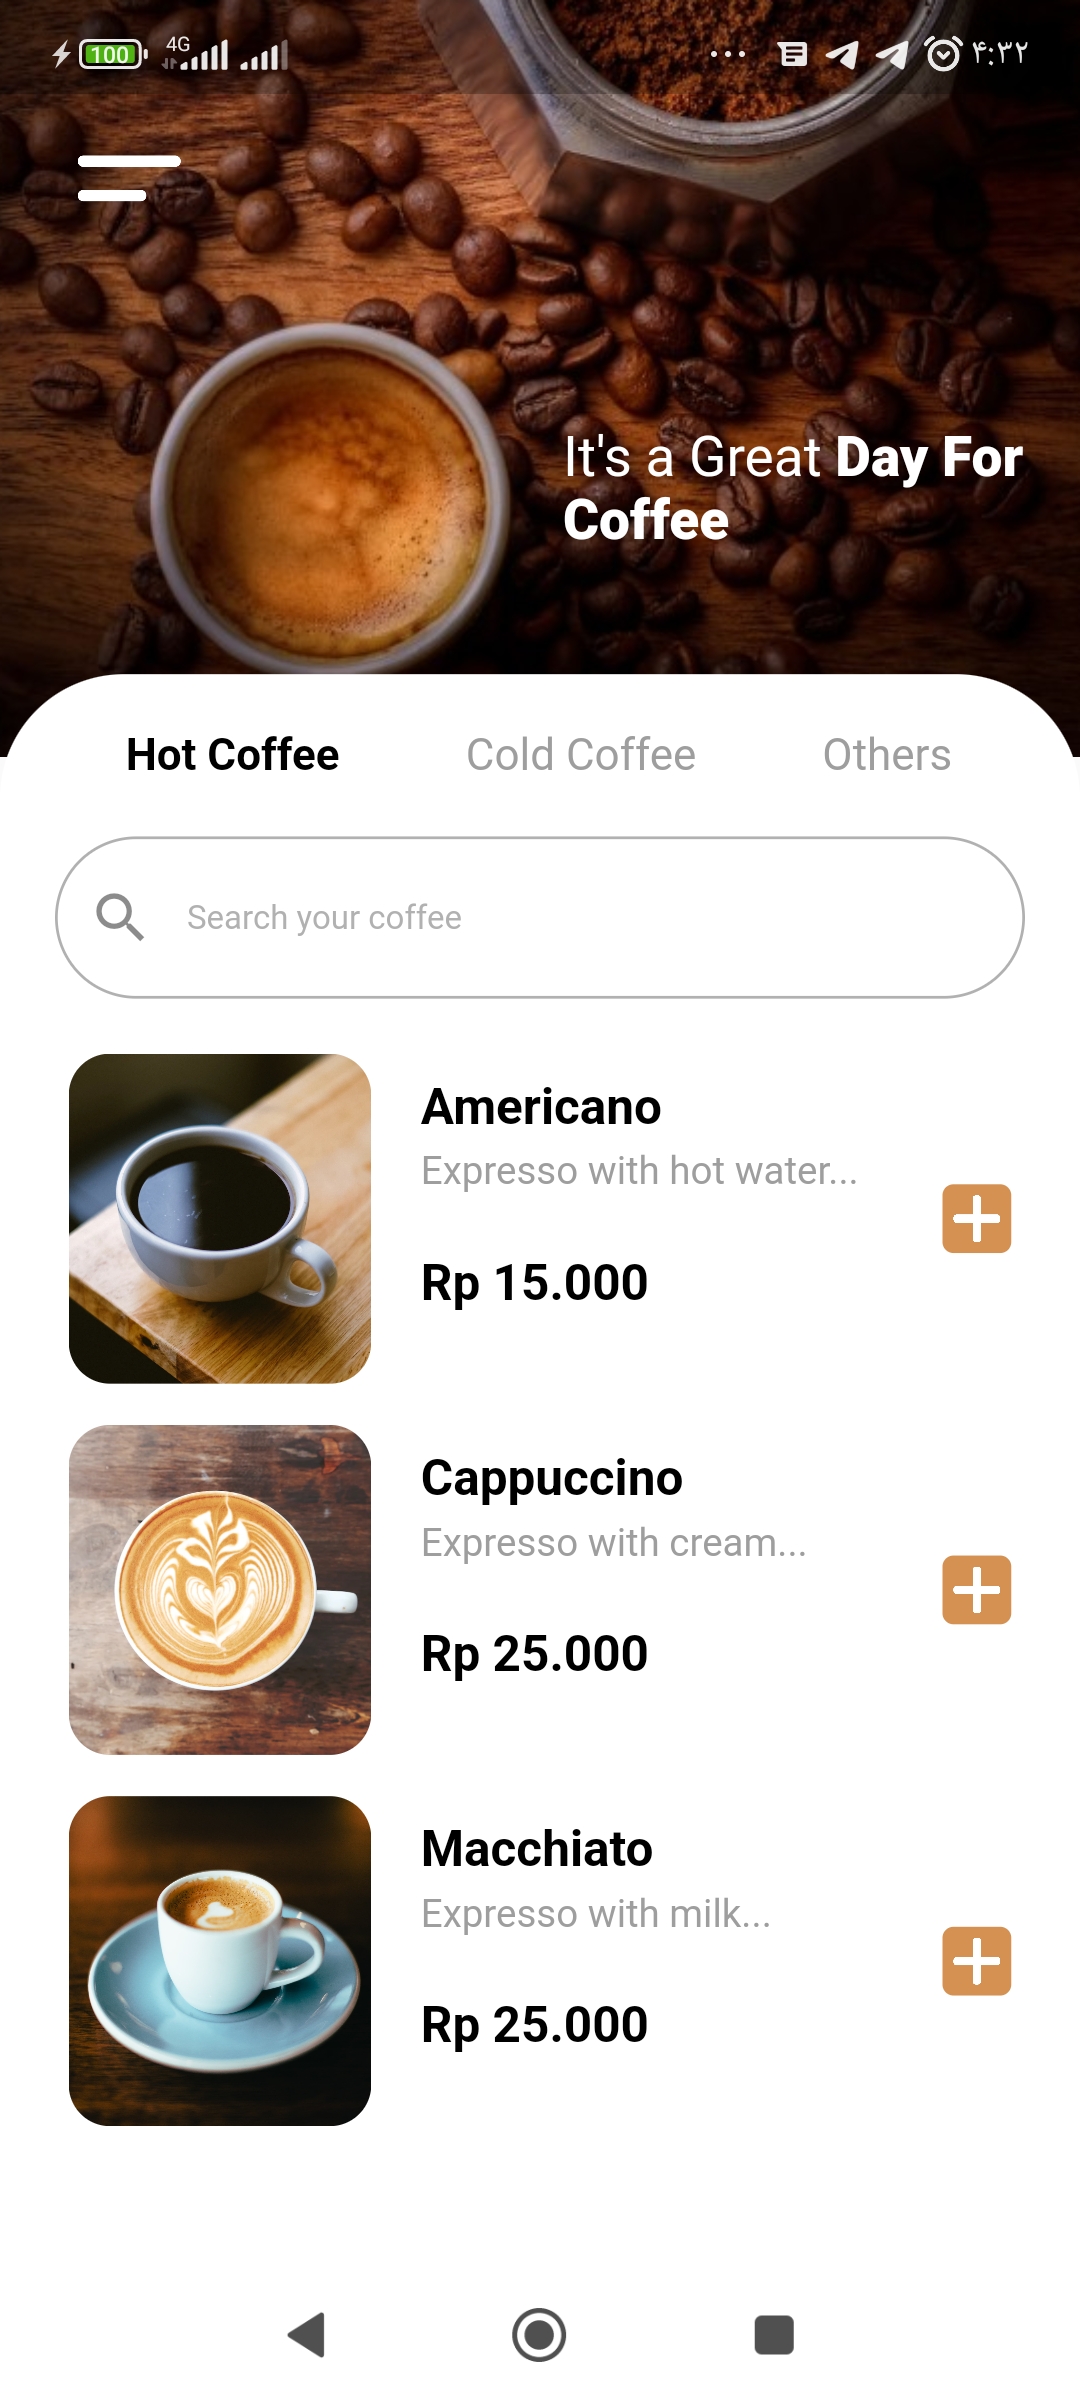 100 4G ۴:۳۲
It's a Great Day For
Coffee
Hot Coffee Cold Coffee Others
Search your coffee
Americano
Expresso with hot water...
Rp 15.000
Cappuccino
Expresso with cream...
Rp 25.000
Macchiato
Expresso with milk...
Rp 25.000